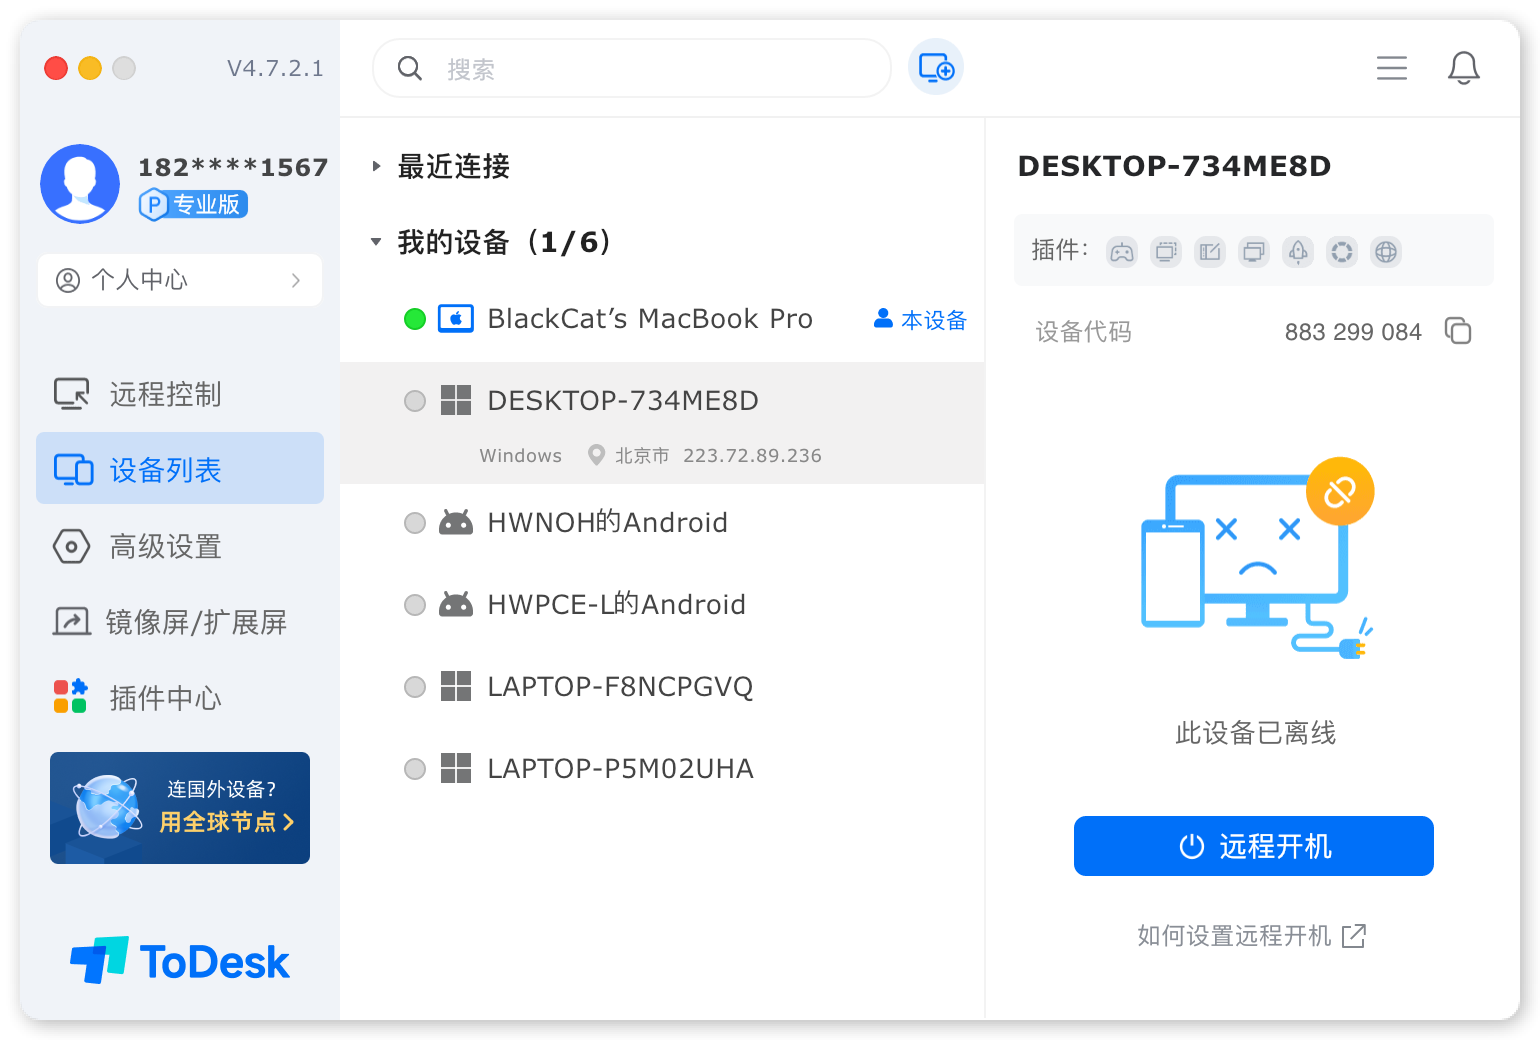 V4.7.2.1
182****1567
P 专业版
个人中心
远程控制
设备列表
高级设置
镜像屏/扩展屏
插件中心
连国外设备?
用全球节点
ToDesk
搜索
最近连接
我的设备（1/6）
BlackCat’s MacBook Pro 本设备
DESKTOP-734ME8D
Windows 北京市 223.72.89.236
HWNOH的Android
HWPCE-L的Android
LAPTOP-F8NCPGVQ
LAPTOP-P5M02UHA
DESKTOP-734ME8D
插件：
设备代码 883 299 084
此设备已离线
远程开机
如何设置远程开机